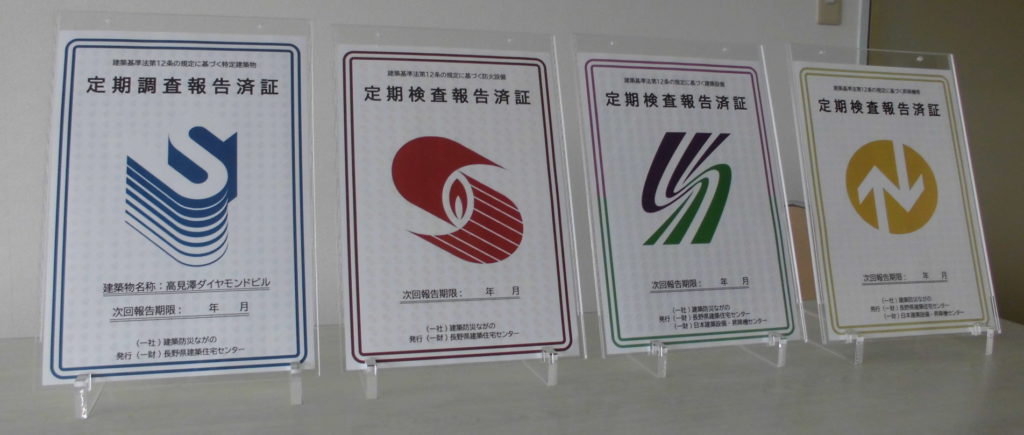 建築基準法第12条の規定に基づく特定建築物
定期調査報告済証
建築物名称：高見澤ダイヤモンドビル
次回報告期限：　　年　月
（一社）建築防災ながの
発行（一財）長野県建築住宅センター
建築基準法第12条の規定に基づく防火設備
定期検査報告済証
次回報告期限：　　年　月
（一社）建築防災ながの
発行（一財）長野県建築住宅センター
建築基準法第12条の規定に基づく建築設備
定期検査報告済証
次回報告期限：　　年　月
（一社）建築防災ながの
発行（一財）長野県建築住宅センター
（一財）日本建築設備・昇降機センター
建築基準法第12条の規定に基づく昇降機等
定期検査報告済証
次回報告期限：　　年　月
（一社）建築防災ながの
発行（一財）長野県建築住宅センター
（一財）日本建築設備・昇降機センター